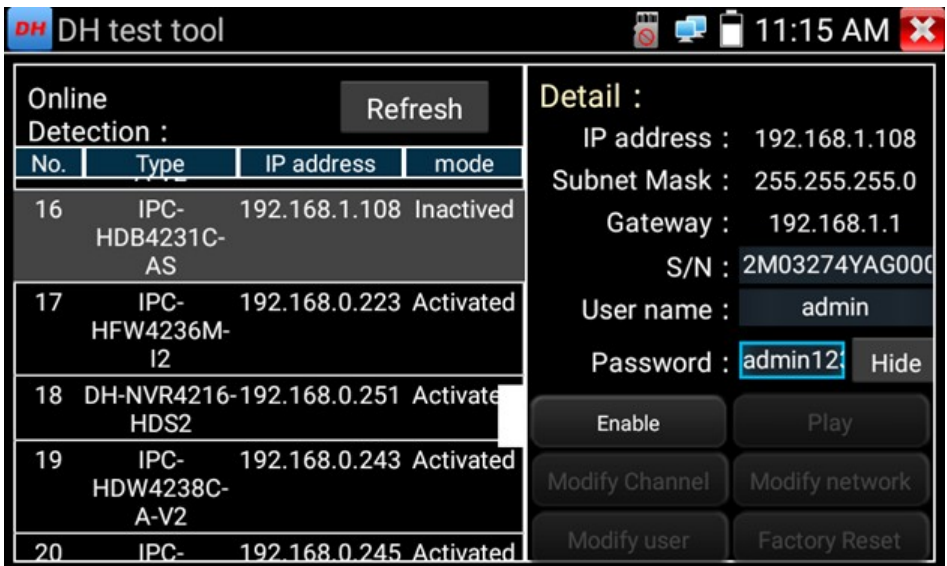 DH DH test tool 11:15 AM
Online
Detection : Refresh
No. Type IP address mode
16 IPC- 192.168.1.108 Inactived
HDB4231C-
AS
17 IPC- 192.168.0.223 Activated
HFW4236M-
I2
18 DH-NVR4216- 192.168.0.251 Activate
HDS2
19 IPC- 192.168.0.243 Activated
HDW4238C-
A-V2
20 IPC- 192.168.0.245 Activated
Detail :
IP address : 192.168.1.108
Subnet Mask : 255.255.255.0
Gateway : 192.168.1.1
S/N : 2M03274YAG000
User name : admin
Password : admin123 Hide
Enable Play
Modify Channel Modify network
Modify user Factory Reset